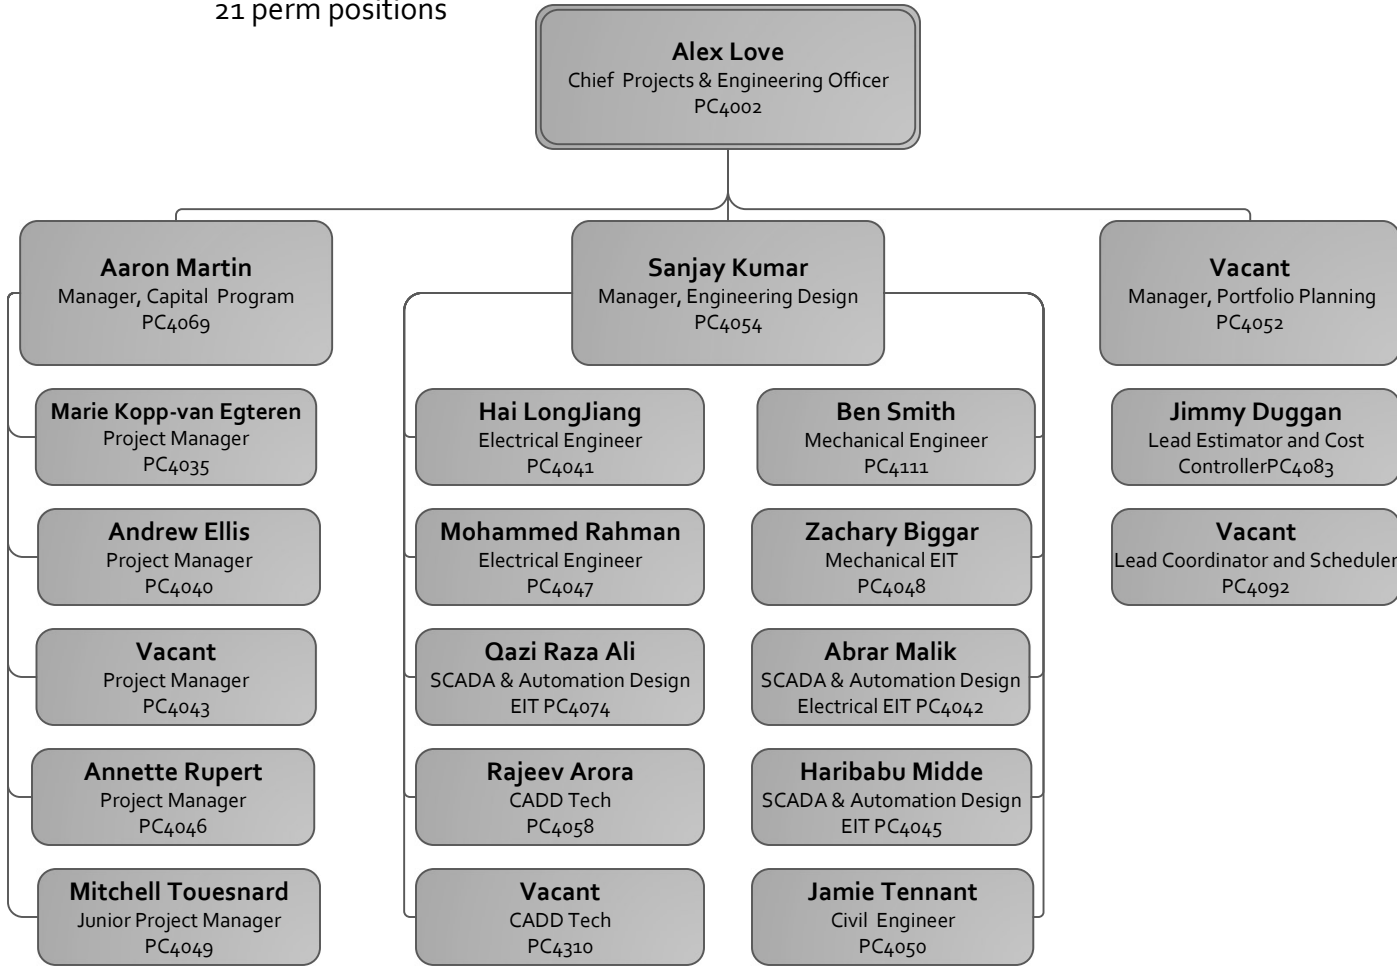 21 perm positions
Alex Love
Chief Projects & Engineering Officer
PC4002
Aaron Martin
Manager, Capital Program
PC4069
Sanjay Kumar
Manager, Engineering Design
PC4054
Vacant
Manager, Portfolio Planning
PC4052
Marie Kopp-van Egteren
Project Manager
PC4035
Andrew Ellis
Project Manager
PC4040
Vacant
Project Manager
PC4043
Annette Rupert
Project Manager
PC4046
Mitchell Touesnard
Junior Project Manager
PC4049
Hai LongJiang
Electrical Engineer
PC4041
Mohammed Rahman
Electrical Engineer
PC4047
Qazi Raza Ali
SCADA & Automation Design
EIT PC4074
Rajeev Arora
CADD Tech
PC4058
Vacant
CADD Tech
PC4310
Ben Smith
Mechanical Engineer
PC4111
Zachary Biggar
Mechanical EIT
PC4048
Abrar Malik
SCADA & Automation Design
Electrical EIT PC4042
Haribabu Midde
SCADA & Automation Design
EIT PC4045
Jamie Tennant
Civil Engineer
PC4050
Jimmy Duggan
Lead Estimator and Cost
ControllerPC4083
Vacant
Lead Coordinator and Scheduler
PC4092